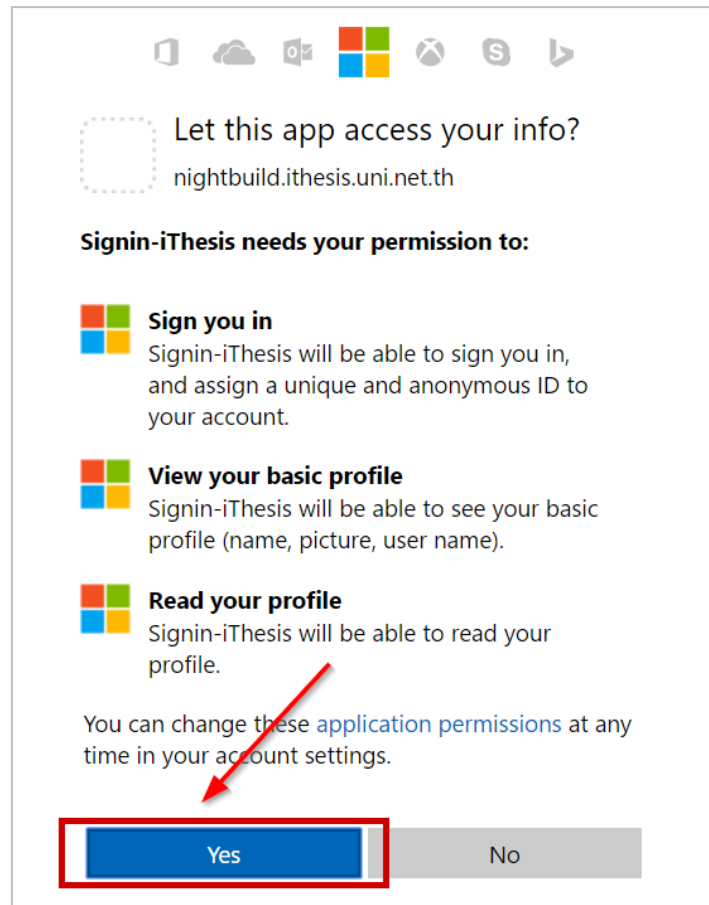 Let this app access your info?
nightbuild.ithesis.uni.net.th
Signin-iThesis needs your permission to:
Sign you in
Signin-iThesis will be able to sign you in,
and assign a unique and anonymous ID to
your account.
View your basic profile
Signin-iThesis will be able to see your basic
profile (name, picture, user name).
Read your profile
Signin-iThesis will be able to read your
profile.
You can change these application permissions at any
time in your account settings.
Yes
No